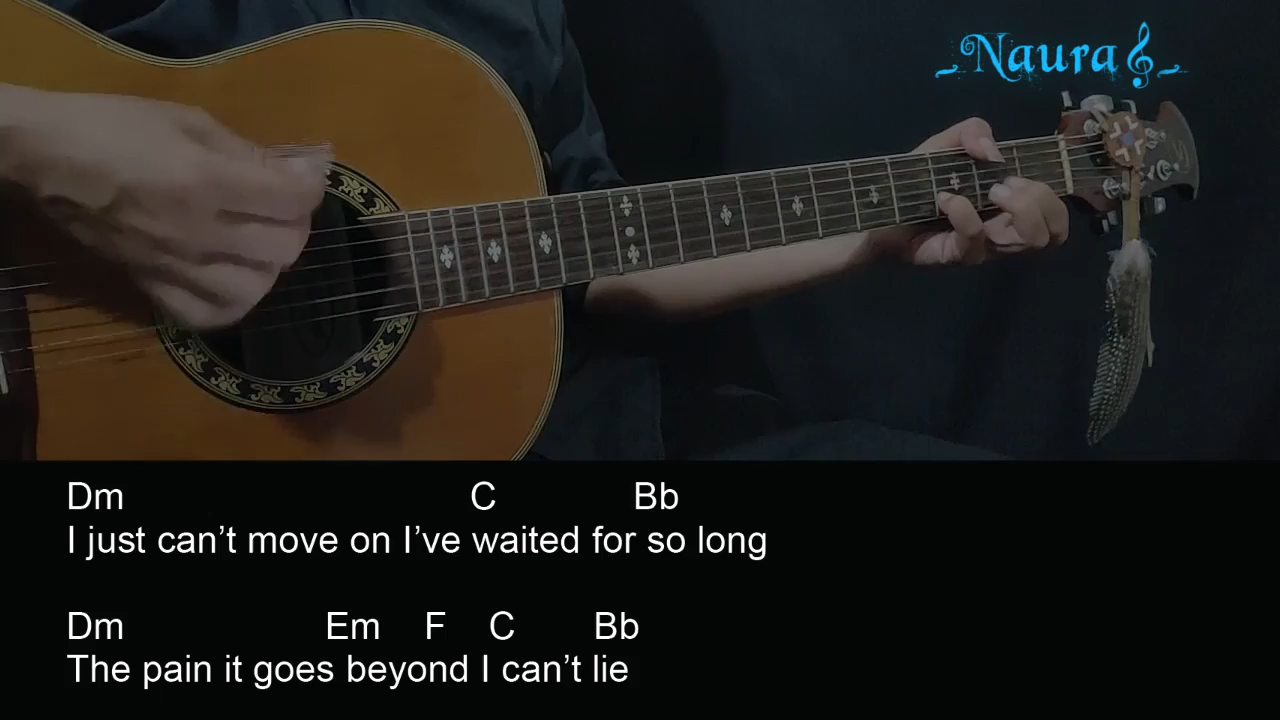 Naura
Dm C Bb
I just can’t move on I’ve waited for so long
Dm Em F C Bb
The pain it goes beyond I can’t lie